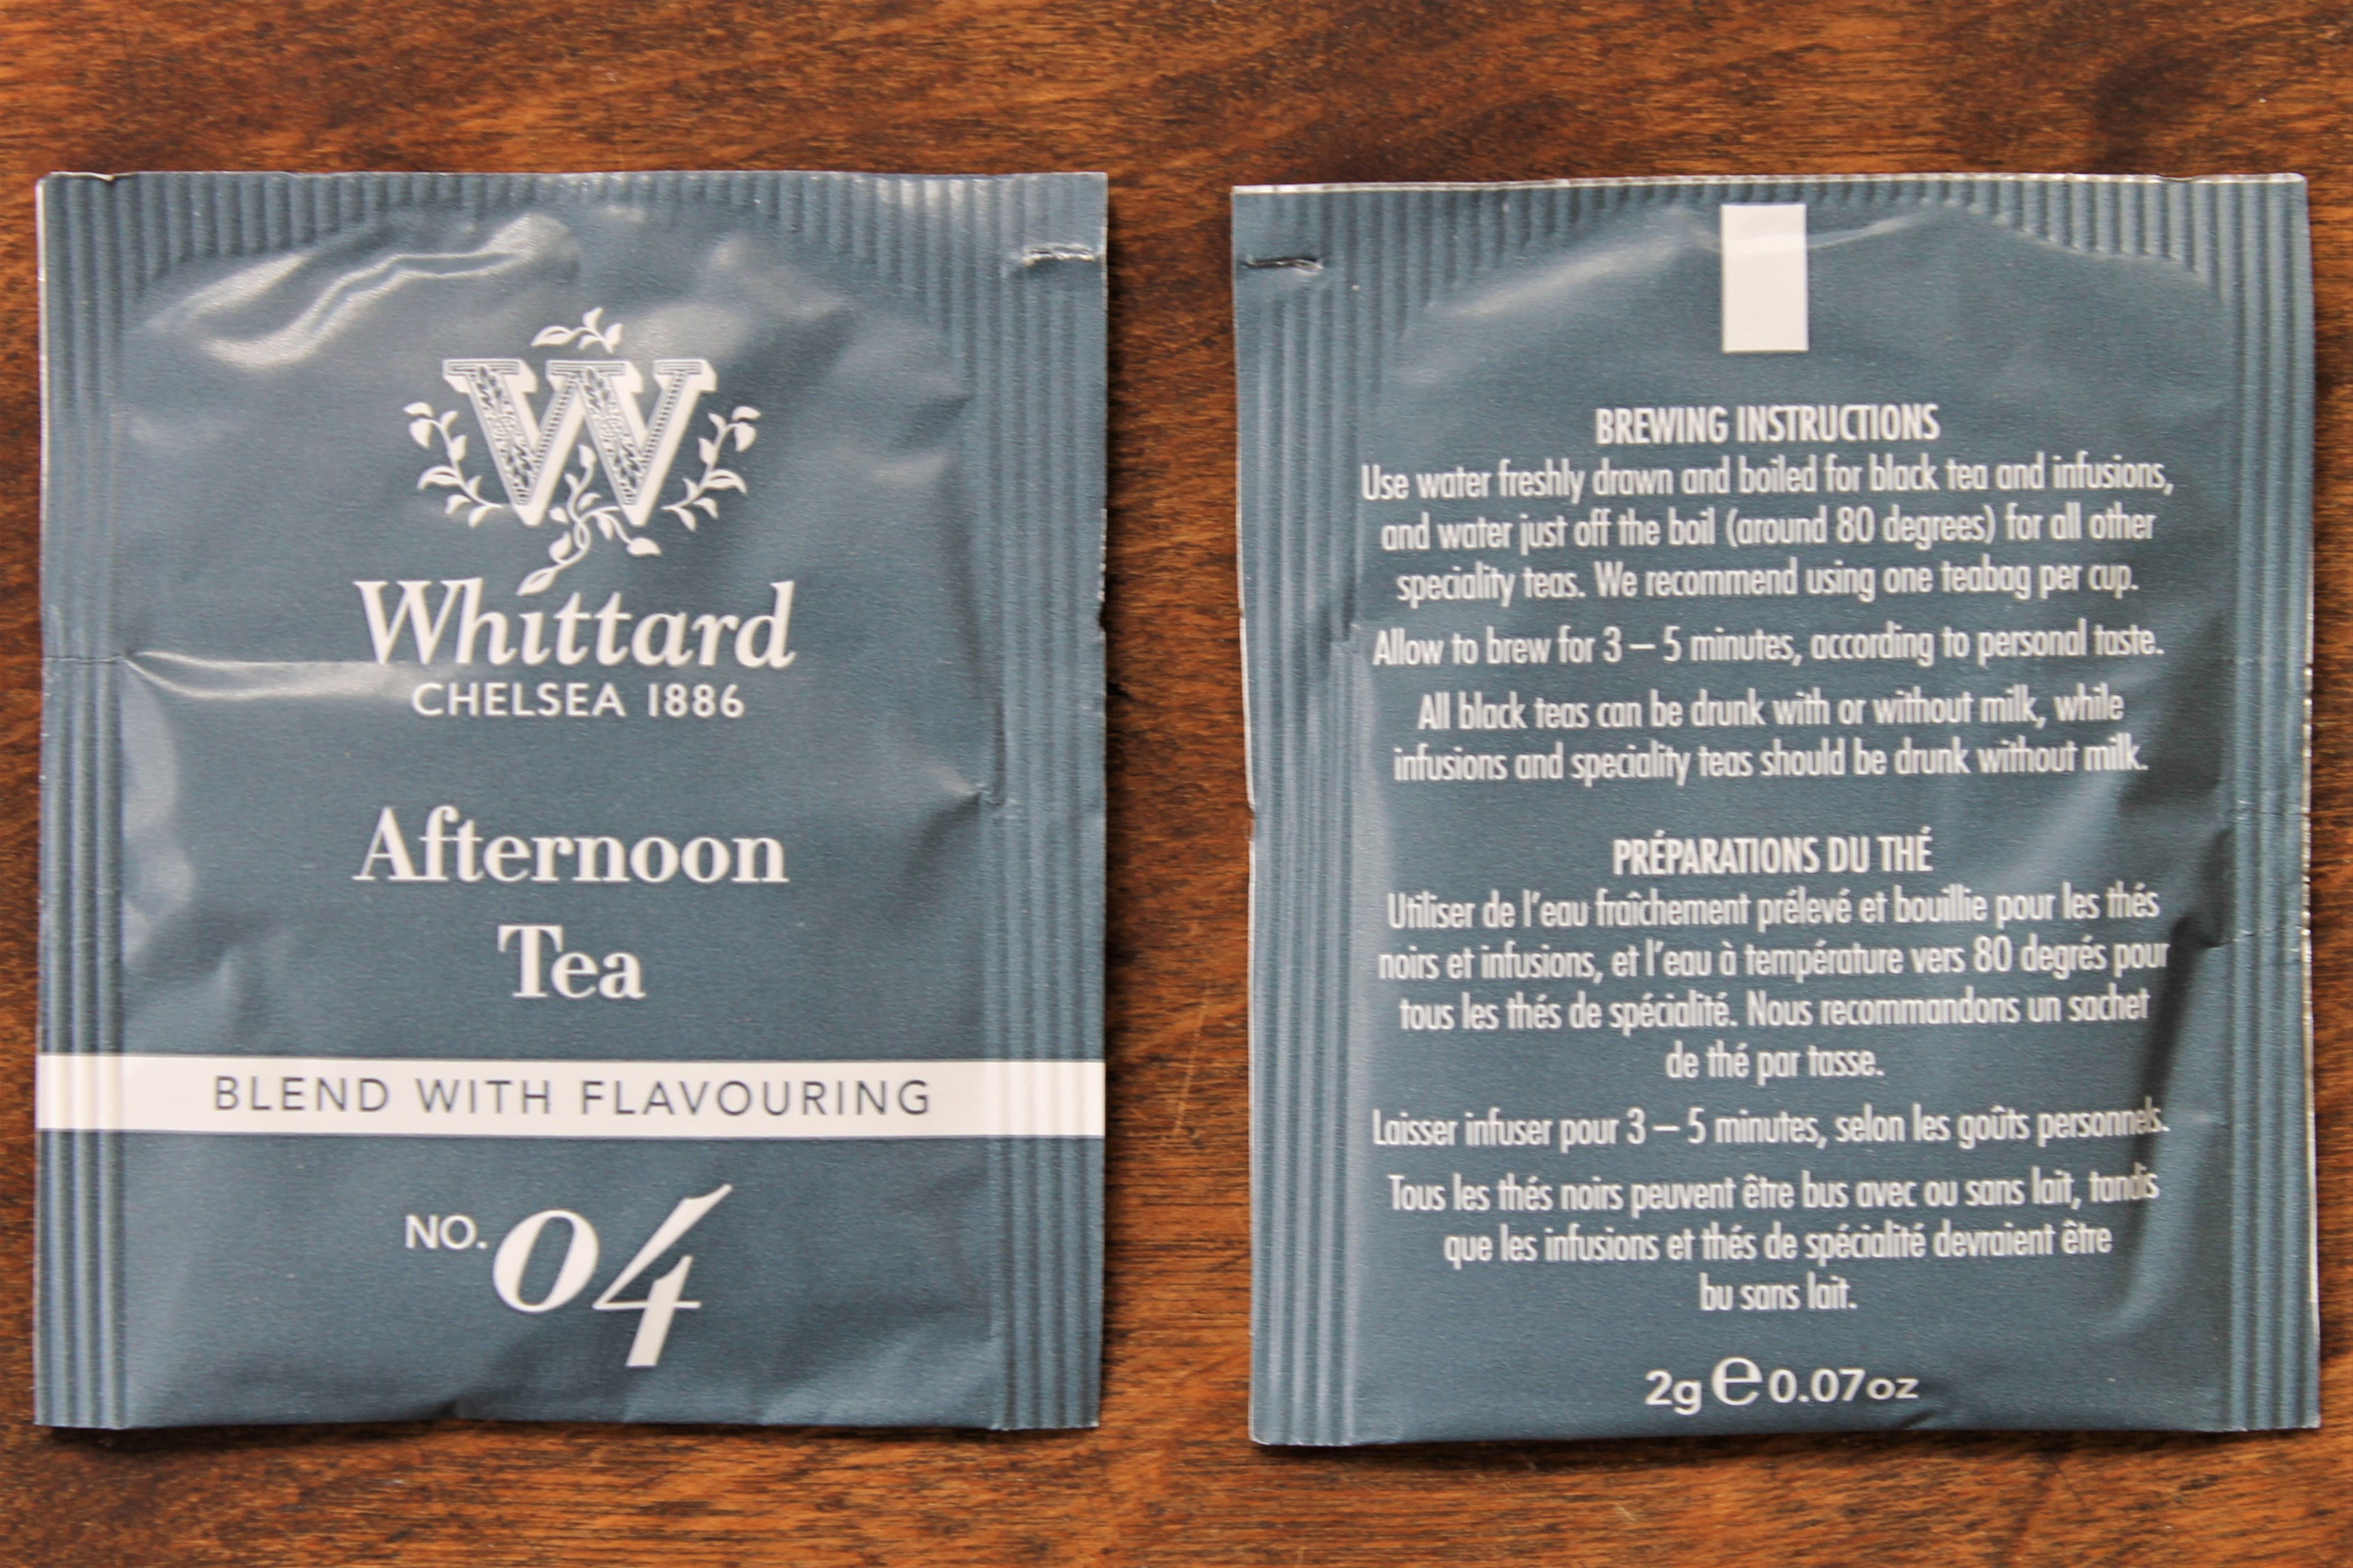 W
Whittard
CHELSEA 1886
Afternoon
Tea
BLEND WITH FLAVOURING
NO. 04
BREWING INSTRUCTIONS
Use water freshly drawn and boiled for black tea and infusions,
and water just off the boil (around 80 degrees) for all other
speciality teas. We recommend using one teabag per cup.
Allow to brew for 3 – 5 minutes, according to personal taste.
All black teas can be drunk with or without milk, while
infusions and speciality teas should be drunk without milk.
PRÉPARATIONS DU THÉ
Utiliser de l'eau fraîchement prélevé et bouillie pour les thés
noirs et infusions, et l'eau à température vers 80 degrés pour
tous les thés de spécialité. Nous recommandons un sachet
de thé par tasse.
Laisser infuser pour 3 – 5 minutes, selon les goûts personnels.
Tous les thés noirs peuvent être bus avec ou sans lait, tandis
que les infusions et thés de spécialité devraient être
bu sans lait.
2g e 0.07oz